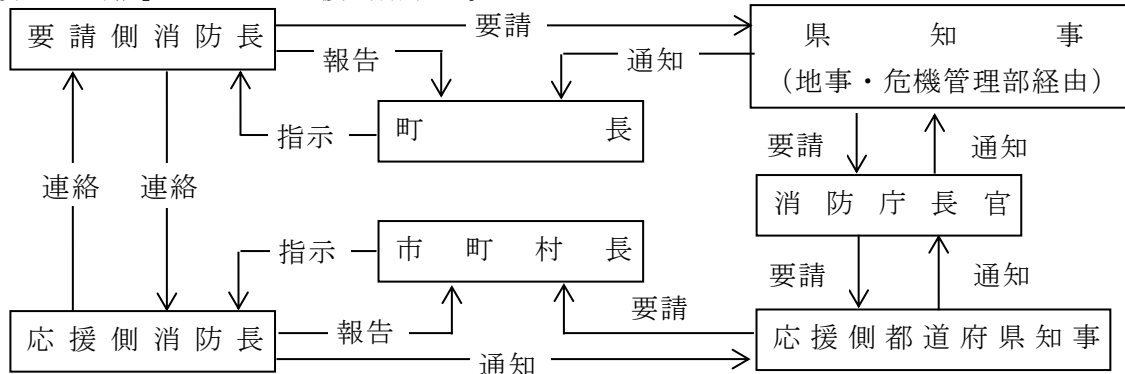 要請側消防長
要請
県知事
(地事・危機管理部経由)
報告
通知
指示
町長
要請
通知
連絡
連絡
消防庁長官
指示
市町村長
要請
通知
応援側消防長
報告
要請
応援側都道府県知事
通知